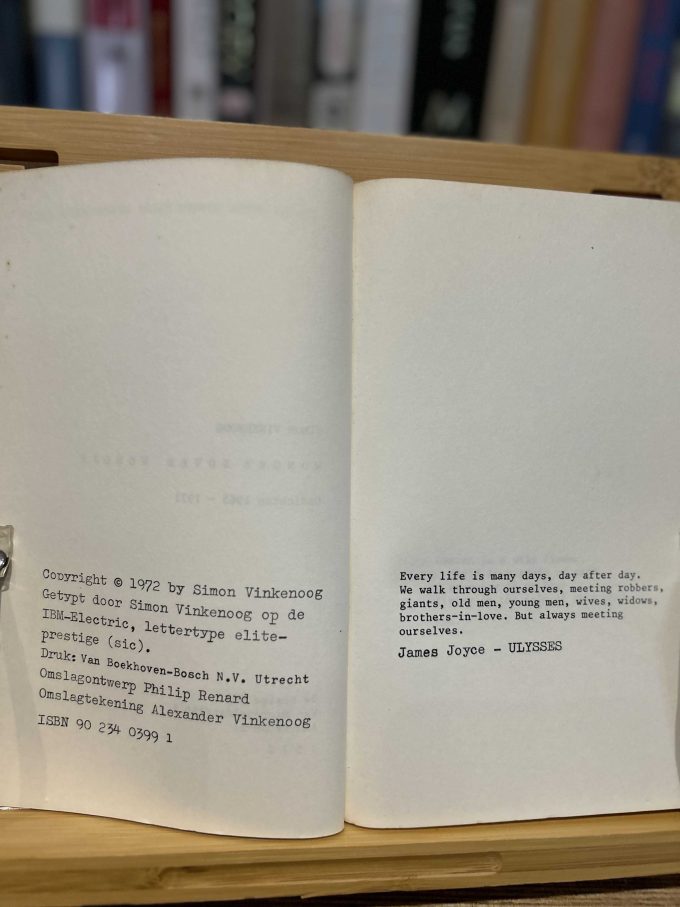 Copyright © 1972 by Simon Vinkenoog
Getypt door Simon Vinkenoog op de
IBM-Electric, lettertype elite-
prestige (sic).
Druk: Van Boekhoven-Bosch N.V. Utrecht
Omslagontwerp Philip Renard
Omslagtekening Alexander Vinkenoog
ISBN 90 234 0399 1
Every life is many days, day after day.
We walk through ourselves, meeting robbers,
giants, old men, young men, wives, widows,
brothers-in-love. But always meeting
ourselves.
James Joyce - ULYSSES